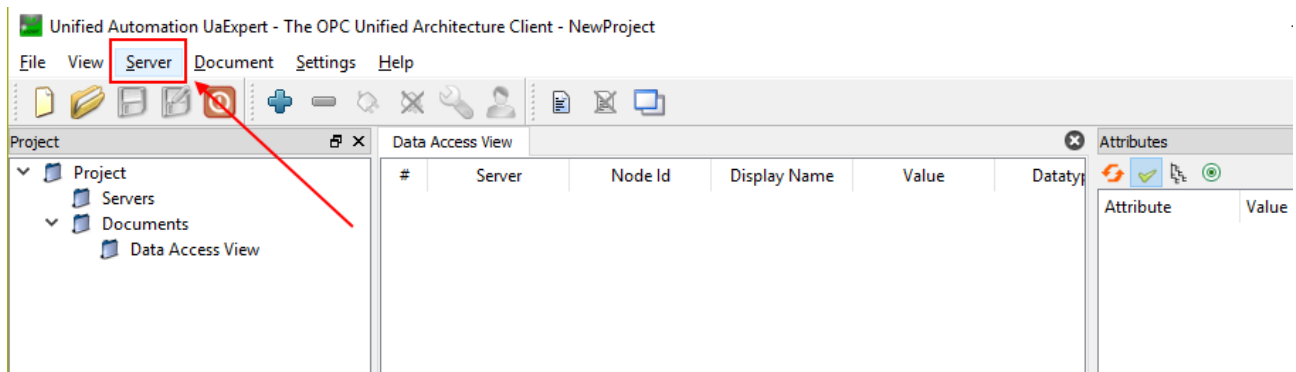 Unified Automation UaExpert - The OPC Unified Architecture Client - NewProject
File View Server Document Settings Help
Project
Data Access View
Attributes
Project
Servers
Documents
Data Access View
# Server Node Id Display Name Value Datatyp
Attribute Value